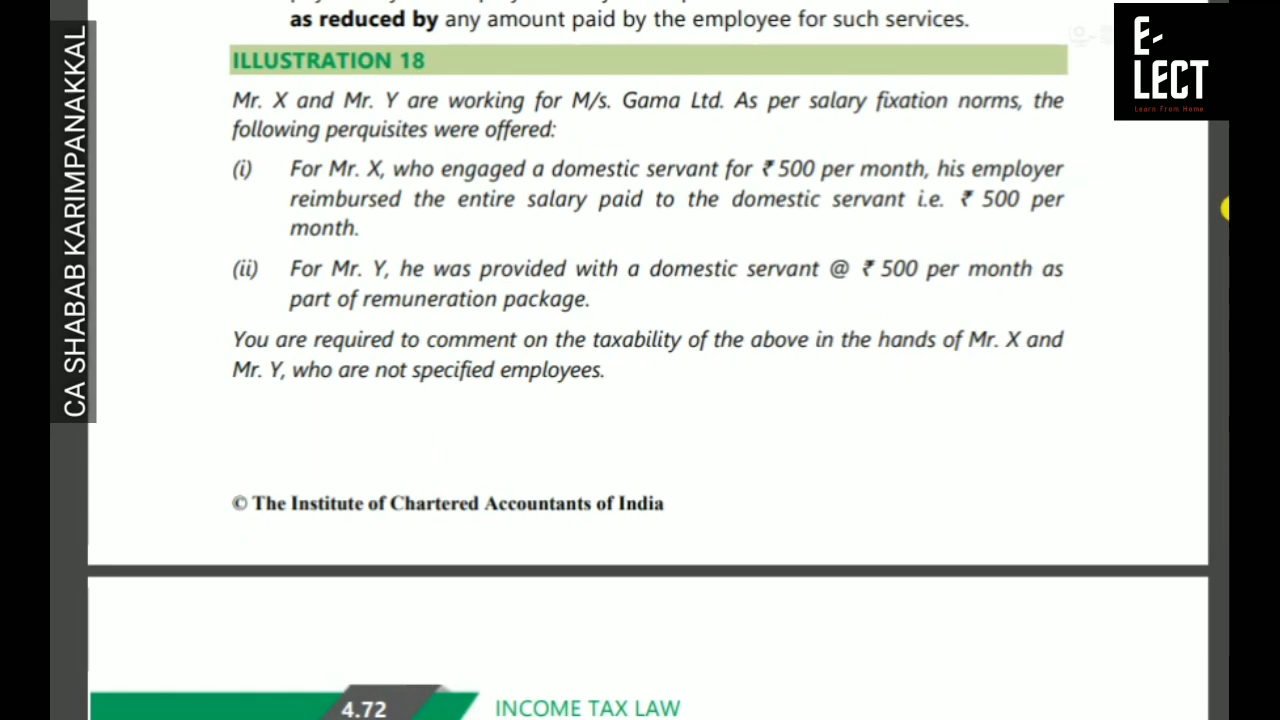 as reduced by any amount paid by the employee for such services.
ILLUSTRATION 18
Mr. X and Mr. Y are working for M/s. Gama Ltd. As per salary fixation norms, the
following perquisites were offered:
(i) For Mr. X, who engaged a domestic servant for ₹ 500 per month, his employer
reimbursed the entire salary paid to the domestic servant i.e. ₹ 500 per
month.
(ii) For Mr. Y, he was provided with a domestic servant @ ₹ 500 per month as
part of remuneration package.
You are required to comment on the taxability of the above in the hands of Mr. X and
Mr. Y, who are not specified employees.
© The Institute of Chartered Accountants of India
4.72 INCOME TAX LAW
CA SHABAB KARIMPANAKKAL
E-
LECT
Learn From Home